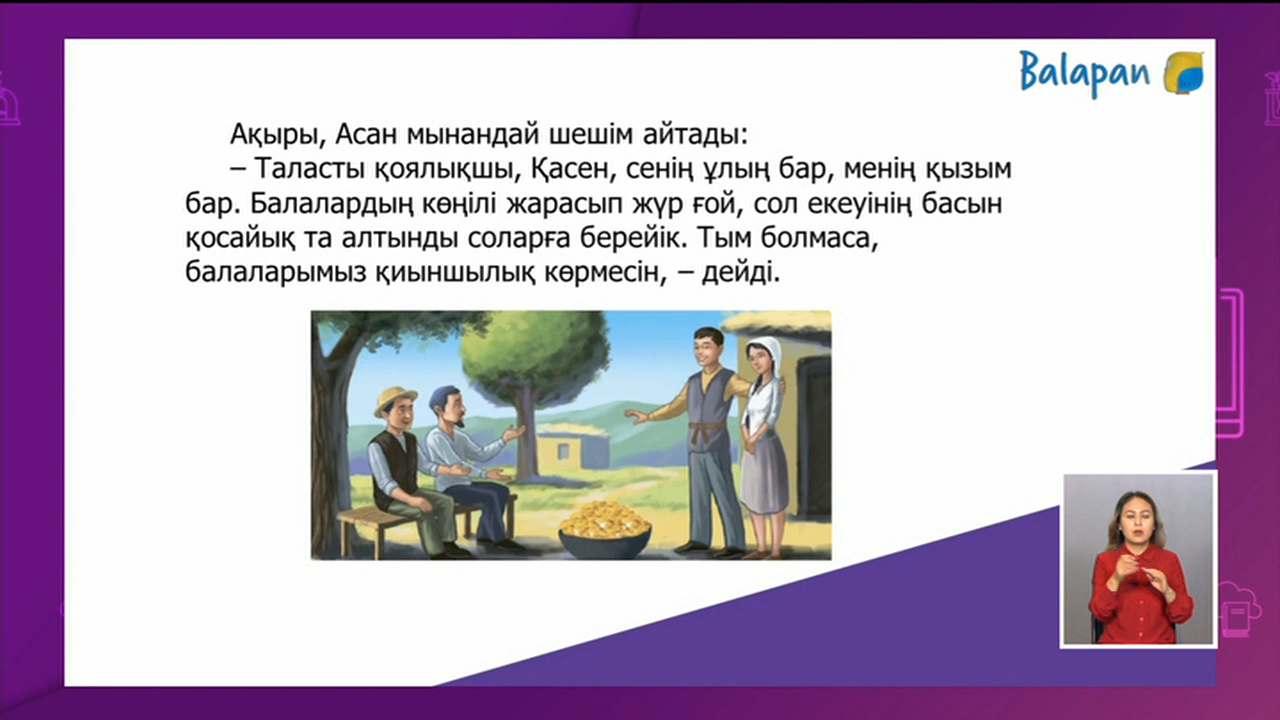 Balapan
Ақыры, Асан мынандай шешім айтады:
– Таласты қоялықшы, Қасен, сенің ұлың бар, менің қызым
бар. Балалардың көңілі жарасып жүр ғой, сол екеуінің басын
қосайық та алтынды соларға берейік. Тым болмаса,
балаларымыз қиыншылық көрмесін, – дейді.